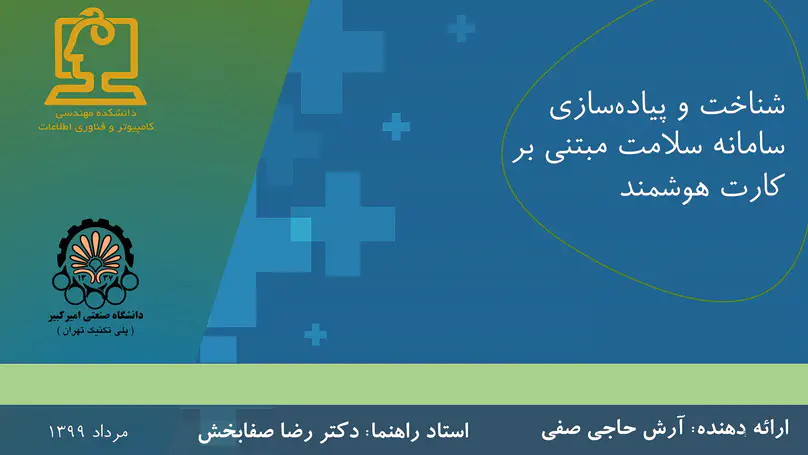 شناخت و پیاده‌سازی
سامانه سلامت مبتنی بر
کارت هوشمند
دانشکده مهندسی
کامپیوتر و فناوری اطلاعات
دانشگاه صنعتی امیرکبیر
( پلی تکنیک تهران )
ارائه دهنده: آرش حاجی صفی
استاد راهنما: دکتر رضا صفابخش
مرداد ۱۳۹۹